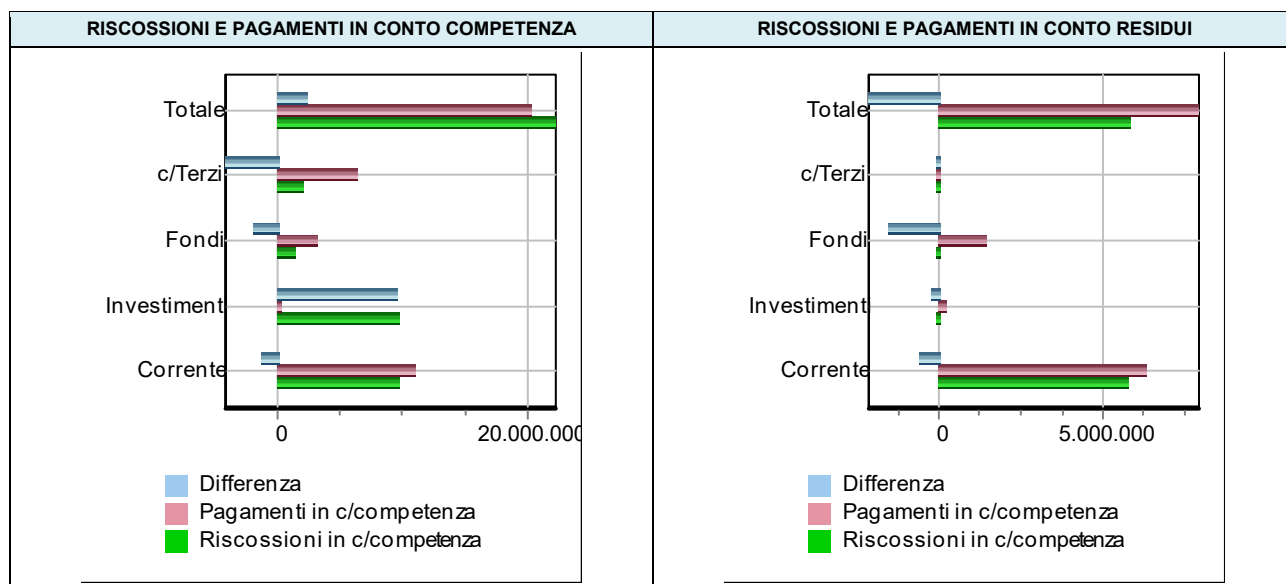 RISCOSSIONI E PAGAMENTI IN CONTO COMPETENZA
Totale
c/Terzi
Fondi
Investimenti
Corrente
0
20.000.000
Differenza
Pagamenti in c/competenza
Riscossioni in c/competenza
RISCOSSIONI E PAGAMENTI IN CONTO RESIDUI
Totale
c/Terzi
Fondi
Investimenti
Corrente
0
5.000.000
Differenza
Pagamenti in c/competenza
Riscossioni in c/competenza